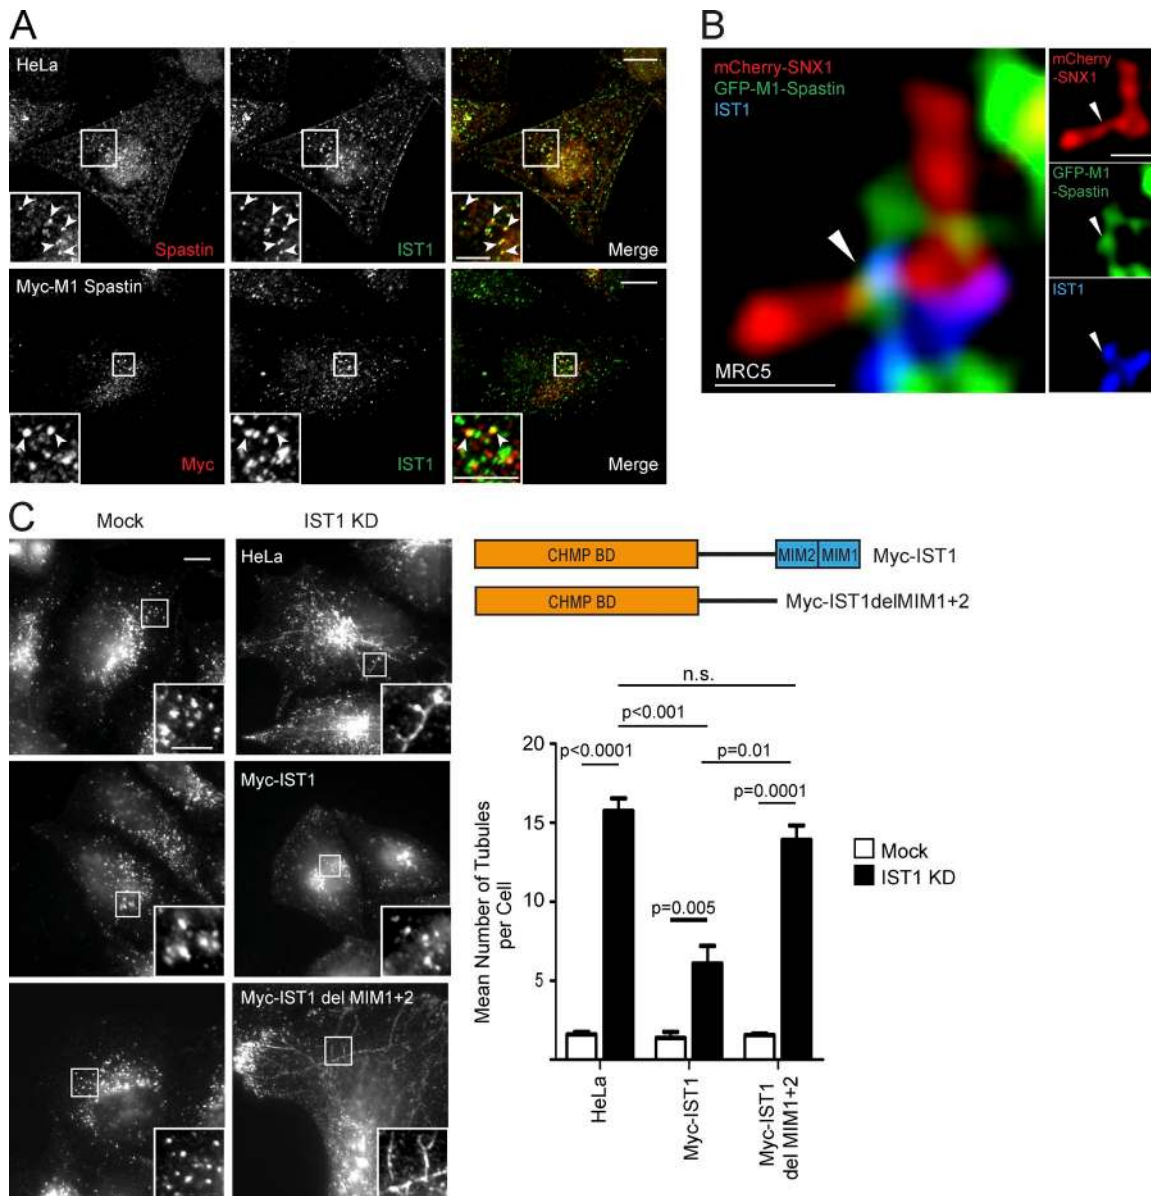 A
HeLa
Spastin
IST1
Merge
Myc-M1 Spastin
Myc
IST1
Merge
B
mCherry-SNX1
GFP-M1-Spastin
IST1
MRC5
mCherry
-SNX1
GFP-M1
-Spastin
IST1
C
Mock
IST1 KD
HeLa
Myc-IST1
Myc-IST1 del MIM1+2
CHMP BD
MIM2
MIM1
Myc-IST1
CHMP BD
Myc-IST1delMIM1+2
n.s.
p<0.001
p<0.0001
p=0.01
p=0.0001
p=0.005
20
15
10
5
Mean Number of Tubules
per Cell
Mock
IST1 KD
HeLa
Myc-IST1
Myc-IST1
del MIM1+2